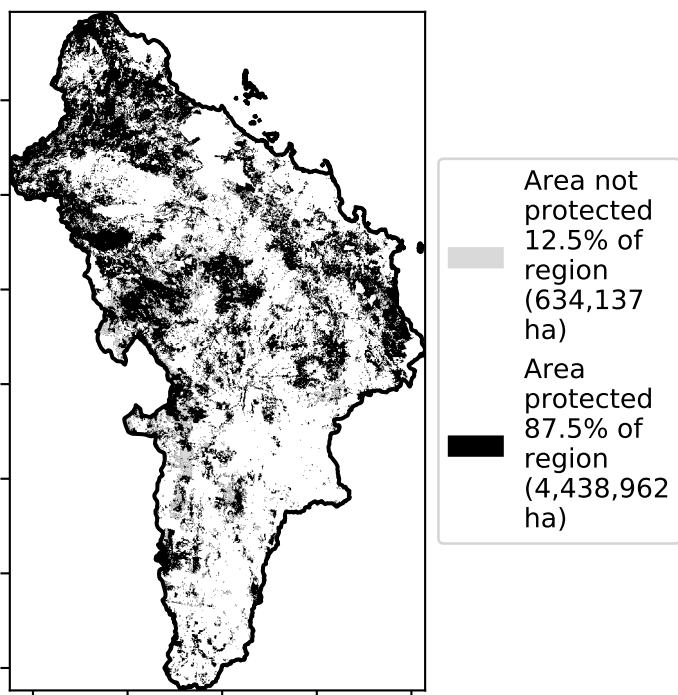 Area not
protected
12.5% of
region
(634,137
ha)
Area
protected
87.5% of
region
(4,438,962
ha)